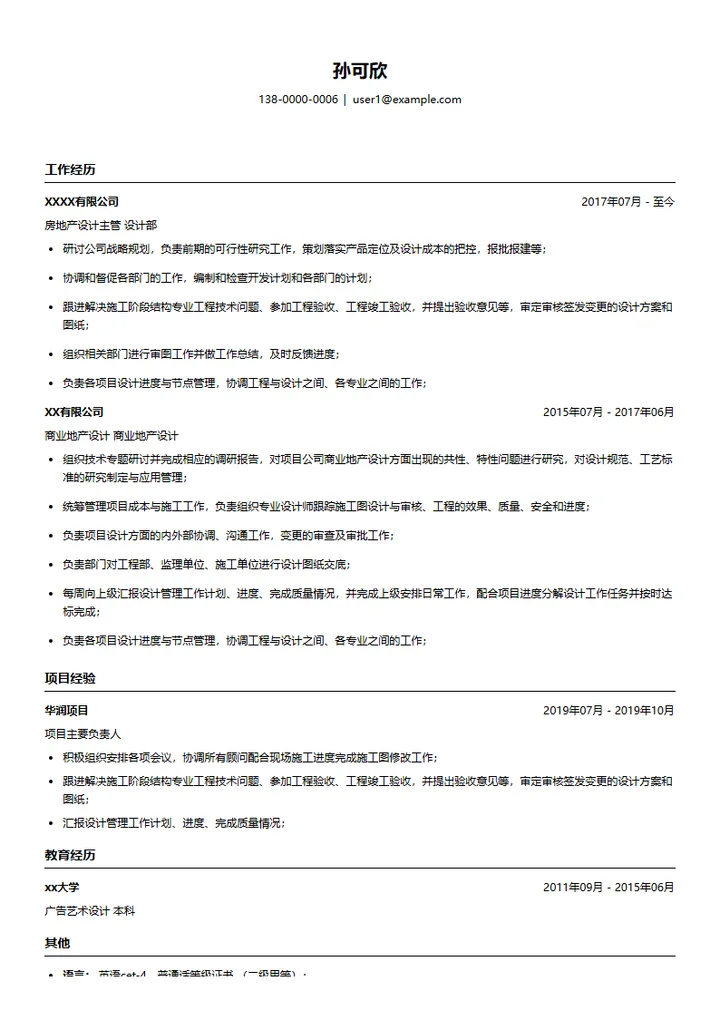 孙可欣
138-0000-0006 | user1@example.com
工作经历
XXXX有限公司 2017年07月 - 至今
房地产设计主管 设计部
• 研讨公司战略规划，负责前期的可行性研究工作，策划落实产品定位及设计成本的把控，报批报建等；
• 协调和督促各部门的工作，编制和检查开发计划和各部门的计划；
• 跟进解决施工阶段结构专业工程技术问题、参加工程验收、工程竣工验收，并提出验收意见等，审定审核签发变更的设计方案和
图纸；
• 组织相关部门进行审图工作并做工作总结，及时反馈进度；
• 负责各项目设计进度与节点管理，协调工程与设计之间、各专业之间的工作；
XX有限公司 2015年07月 - 2017年06月
商业地产设计 商业地产设计
• 组织技术专题研讨并完成相应的调研报告，对项目公司商业地产设计方面出现的共性、特性问题进行研究，对设计规范、工艺标
准的研究制定与应用管理；
• 统筹管理项目成本与施工工作，负责组织专业设计师跟踪施工图设计与审核、工程的效果、质量、安全和进度；
• 负责项目设计方面的内外部协调、沟通工作，变更的审查及审批工作；
• 负责部门对工程部、监理单位、施工单位进行设计图纸交底；
• 每周向上级汇报设计管理工作计划、进度、完成质量情况，并完成上级安排日常工作，配合项目进度分解设计工作任务并按时达
标完成；
• 负责各项目设计进度与节点管理，协调工程与设计之间、各专业之间的工作；
项目经验
华润项目 2019年07月 - 2019年10月
项目主要负责人
• 积极组织安排各项会议，协调所有顾问配合现场施工进度完成施工图修改工作；
• 跟进解决施工阶段结构专业工程技术问题、参加工程验收、工程竣工验收，并提出验收意见等，审定审核签发变更的设计方案和
图纸；
• 汇报设计管理工作计划、进度、完成质量情况；
教育经历
xx大学 2011年09月 - 2015年06月
广告艺术设计 本科
其他
• 语言： 英语cet-4、普通话等级证书 （二级甲等）；